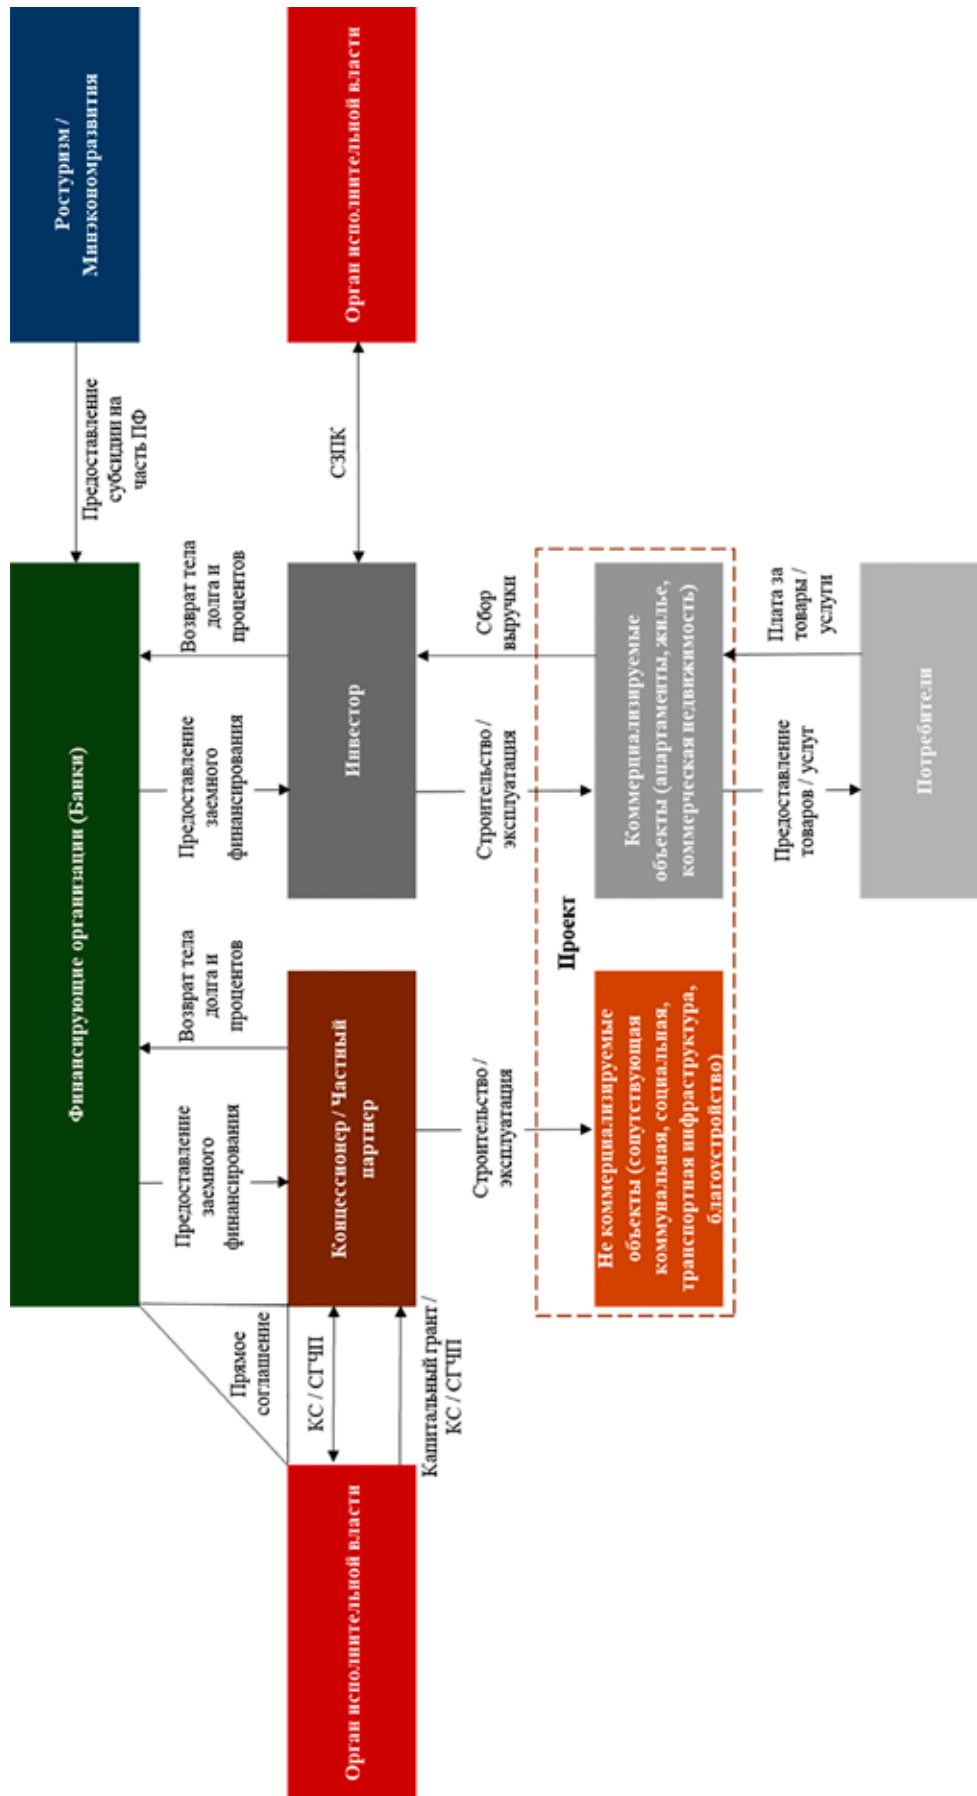 Финансирующие организации (Банки)
Предоставление
субсидии на
часть ПФ
Ростуризм /
Минэкономразвития
Прямое
соглашение
Предоставление
заемного
финансирования
Возврат тела
долга и
процентов
Предоставление
заемного
финансирования
Возврат тела
долга и
процентов
Орган исполнительной власти
КС / СГЧП
Капитальный грант /
КС / СГЧП
Концессионер / Частный
партнер
Инвестор
СЗПК
Орган исполнительной власти
Строительство /
эксплуатация
Строительство /
эксплуатация
Сбор
выручки
Проект
Не коммерциализируемые
объекты (сопутствующая
коммунальная, социальная,
транспортная инфраструктура,
благоустройство)
Коммерциализируемые
объекты (апартаменты, жилье,
коммерческая недвижимость)
Предоставление
товаров / услуг
Плата за
товары /
услуги
Потребители